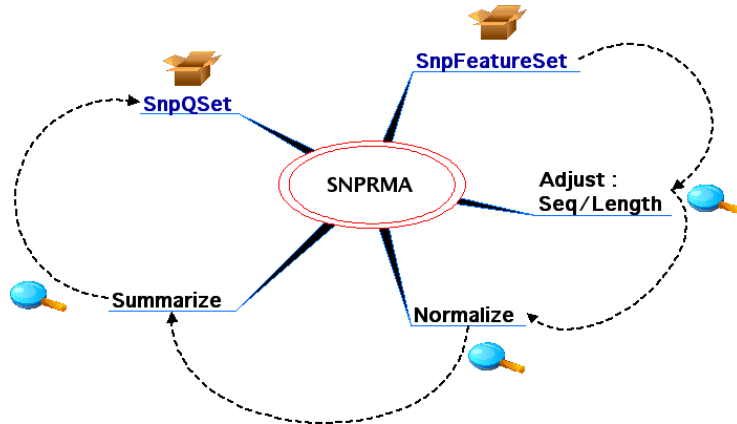 SnpFeatureSet
SnpQSet
SNPRMA
Adjust :
Seq/Length
Summarize
Normalize